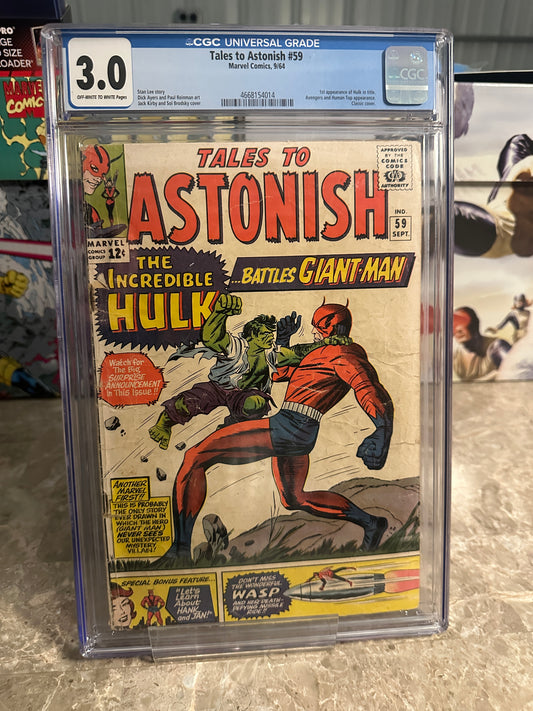 CGC UNIVERSAL GRADE
3.0
OFF-WHITE TO WHITE Pages
Tales to Astonish #59
Marvel Comics, 9/64
Stan Lee story
Dick Ayers and Paul Reinman art
Jack Kirby and Sol Brodsky cover
4668154014
1st appearance of Hulk in title.
Avengers and Human Top appearance.
Classic cover.
CGC
MARVEL
COMIC
TALES TO
ASTONISH
APPROVED
BY THE
COMICS
CODE
AUTHORITY
IND.
59
SEPT.
MARVEL
COMICS
GROUP
12¢
THE
INCREDIBLE
HULK
...BATTLES GIANT-MAN
Watch for
The Big
SURPRISE
ANNOUNCEMENT
in This Issue!!
ANOTHER
MARVEL
FIRST!!
THIS IS PROBABLY
THE ONLY STORY
EVER DRAWN IN
WHICH THE HERO
(GIANT MAN)
NEVER SEES
OUR UNEXPECTED
MYSTERY
VILLAIN!
SPECIAL BONUS FEATURE...
"Let's
Learn
About
HANK
and JAN!"
DON'T MISS
THE WONDERFUL
WASP
AND HER DEATH-
DEFYING MISSILE
RIDE!!